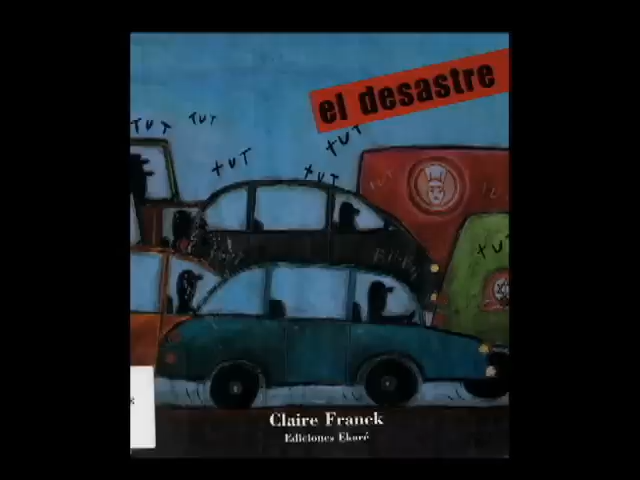 el desastre
TUT
TUT
tUT
tUT
tUT
tUT
Claire Franck
Ediciones Ekaré